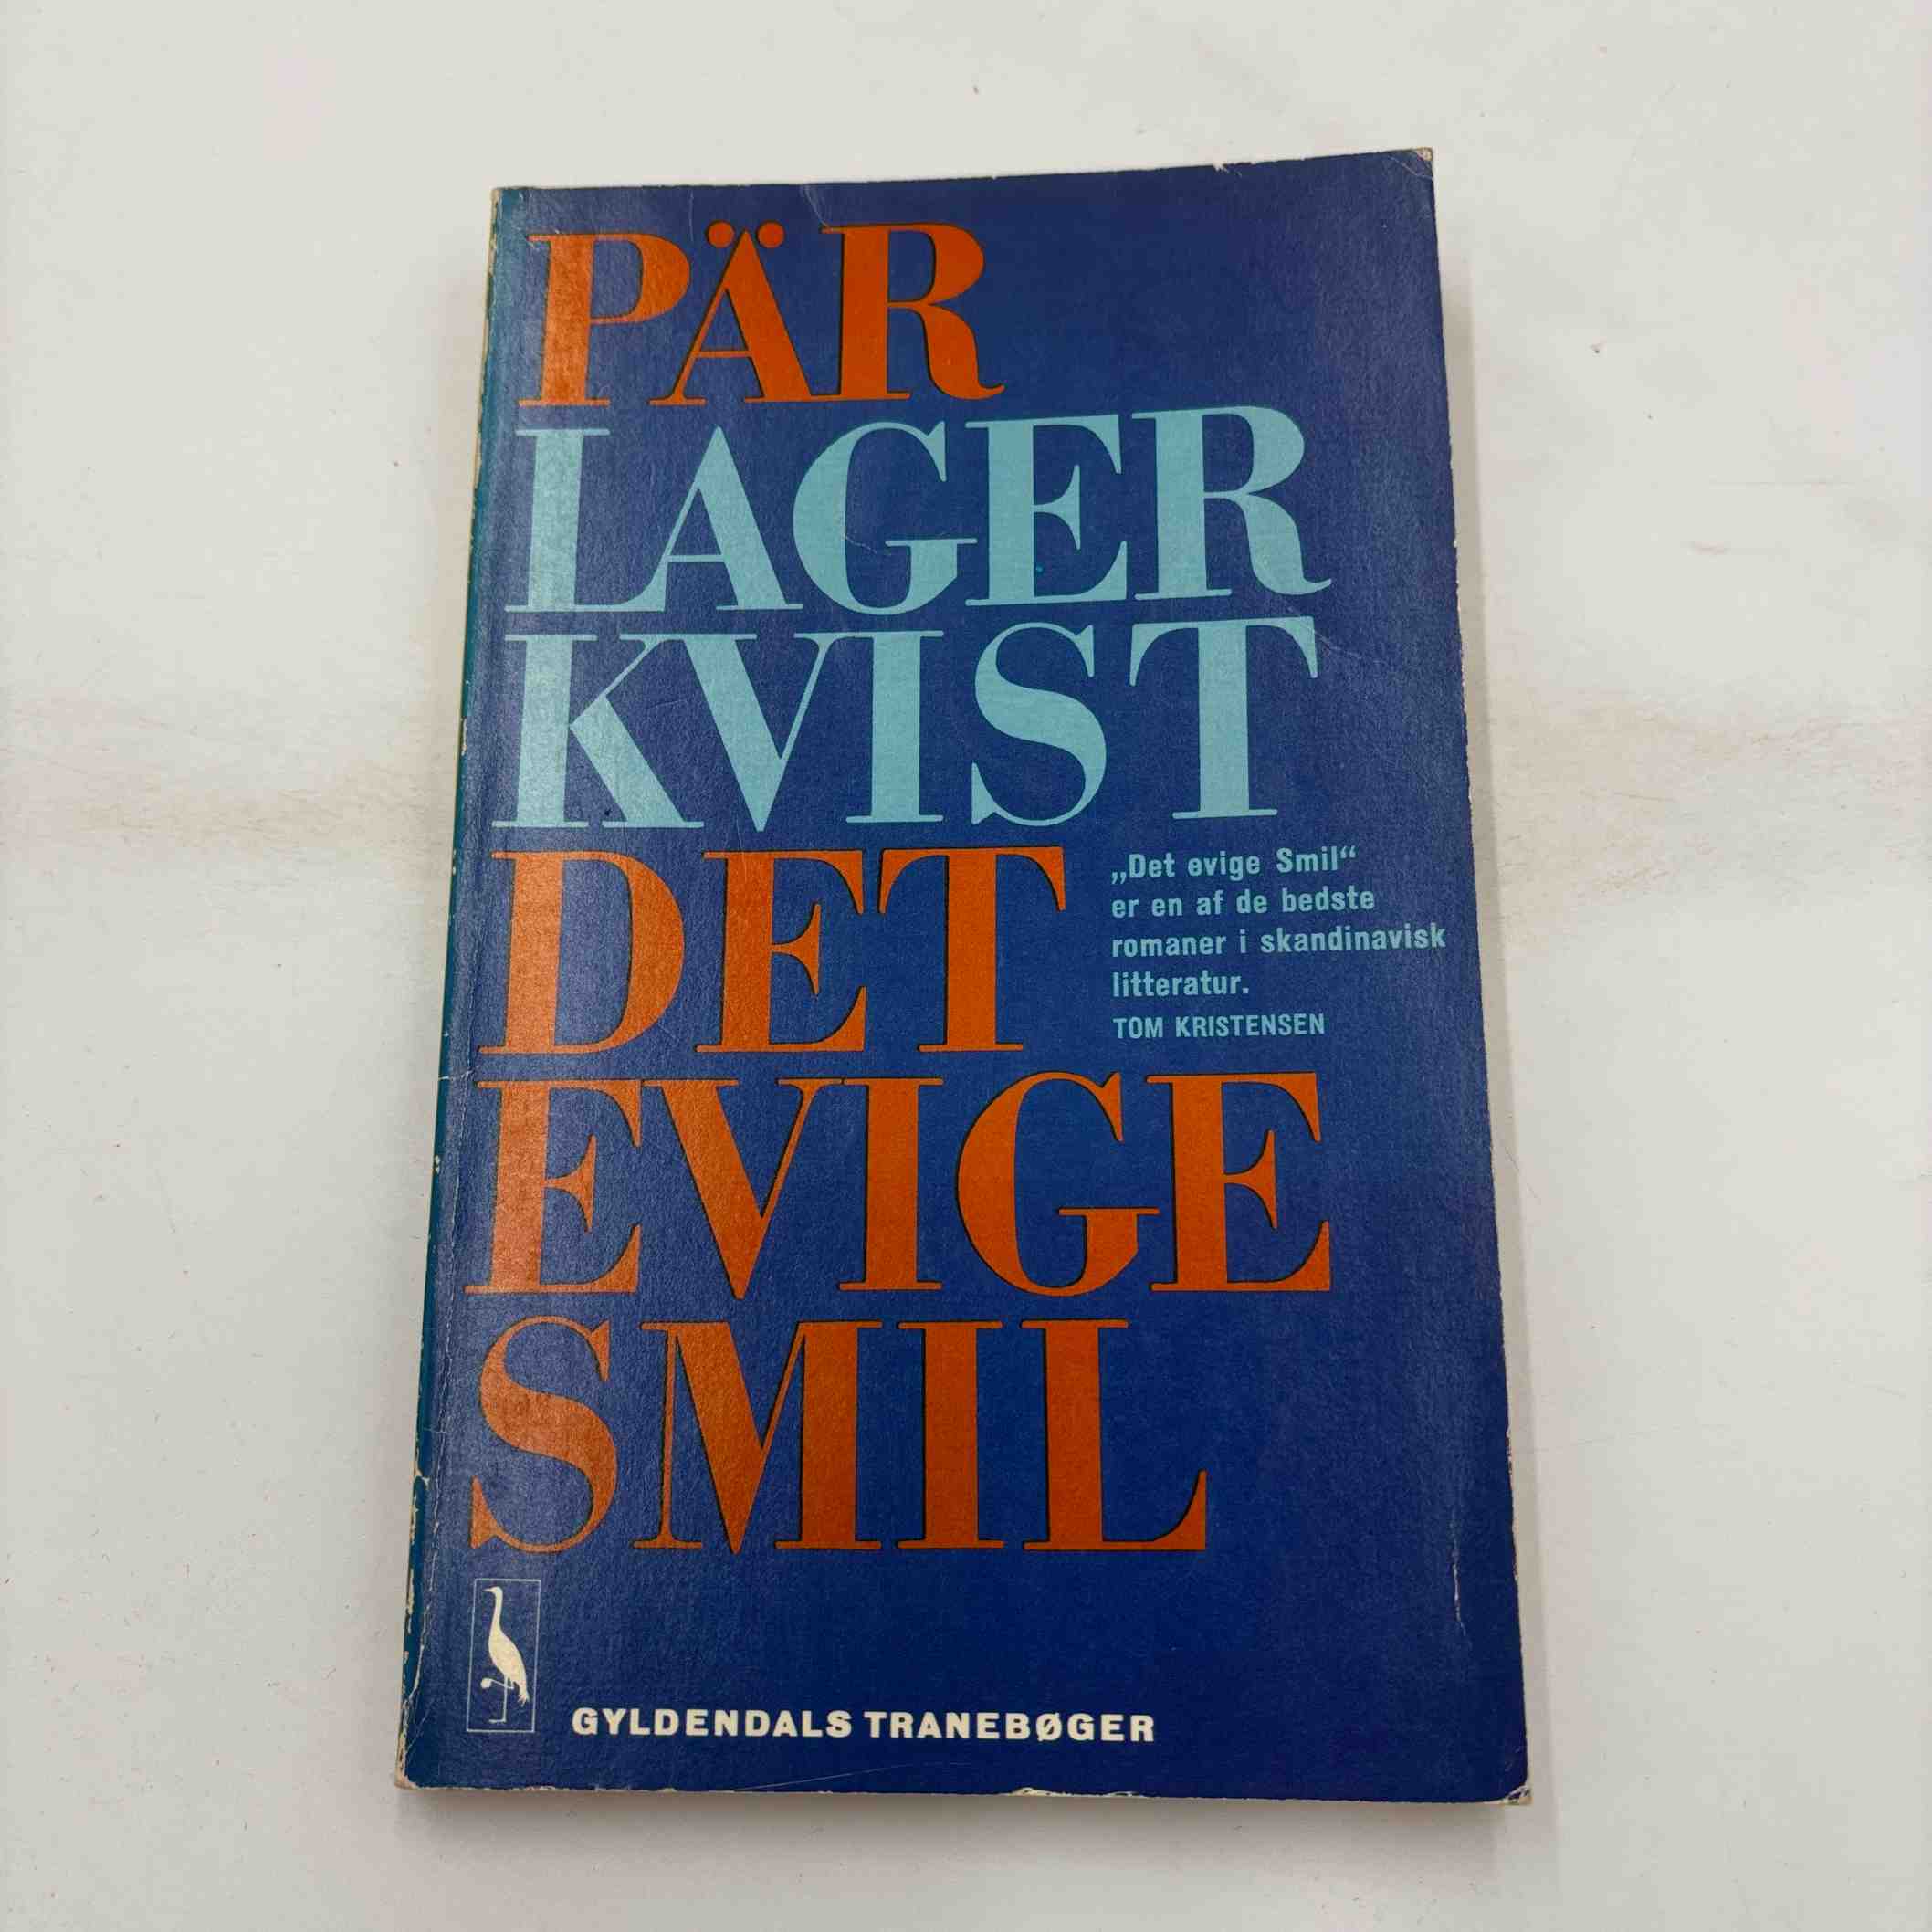 PÄR
LAGER
KVIST
DET
EVIGE
SMIL
„Det evige Smil“
er en af de bedste
romaner i skandinavisk
litteratur.
TOM KRISTENSEN
GYLDENDALS TRANEBØGER